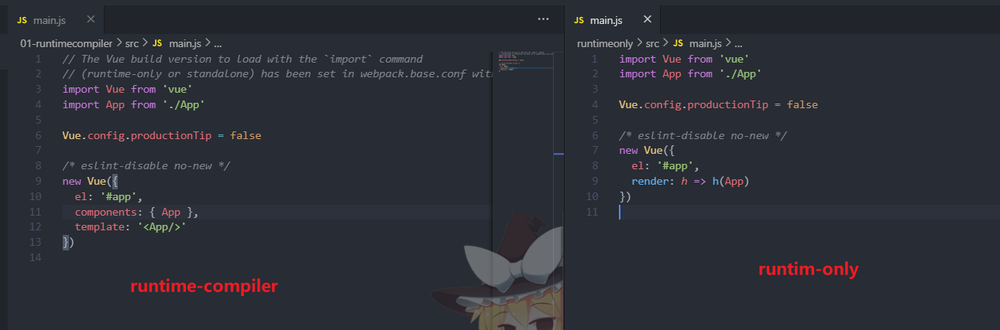 JS main.js ×
01-runtimecompiler > src > JS main.js > ...
1 // The Vue build version to load with the `import` command
2 // (runtime-only or standalone) has been set in webpack.base.conf with
3 import Vue from 'vue'
4 import App from './App'
5
6 Vue.config.productionTip = false
7
8 /* eslint-disable no-new */
9 new Vue({
10 el: '#app',
11 components: { App },
12 template: '<App/>'
13 })
14
runtime-compiler
JS main.js ×
runtimeonly > src > JS main.js > ...
1 import Vue from 'vue'
2 import App from './App'
3
4 Vue.config.productionTip = false
5
6 /* eslint-disable no-new */
7 new Vue({
8 el: '#app',
9 render: h => h(App)
10 })
11
runtim-only